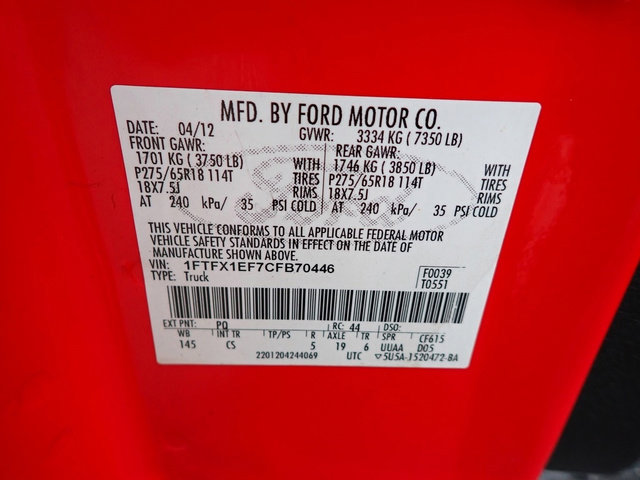 MFD. BY FORD MOTOR CO.
DATE: 04/12 GVWR: 3334 KG ( 7350 LB)
FRONT GAWR: REAR GAWR:
1701 KG ( 3750 LB) WITH 1746 KG ( 3850 LB) WITH
P275/65R18 114T TIRES P275/65R18 114T TIRES
18X7.5J RIMS 18X7.5J RIMS
AT 240 kPa/ 35 PSI COLD AT 240 kPa/ 35 PSI COLD
Ford
THIS VEHICLE CONFORMS TO ALL APPLICABLE FEDERAL MOTOR
VEHICLE SAFETY STANDARDS IN EFFECT ON THE DATE OF
MANUFACTURE SHOWN ABOVE.
VIN: 1FTFX1EF7CFB70446 F0039
TYPE: Truck T0551
EXT PNT: PQ RC: 44 DSO:
WB INT TR TP/PS R AXLE TR SPR CF615
145 CS 5 19 6 UUAA D05
2201204244069 UTC ▽5U5A-1520472-BA